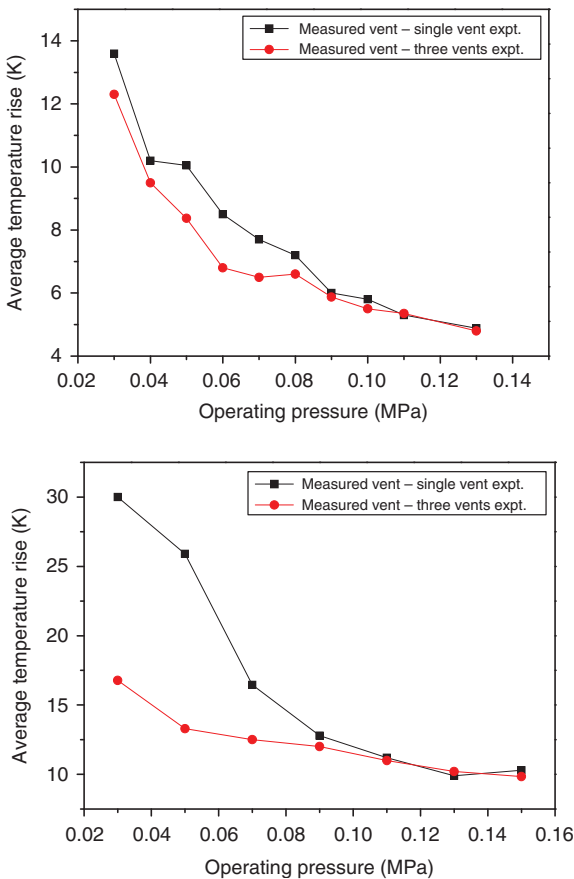 Measured vent – single vent expt.
Measured vent – three vents expt.
14
12
10
8
6
4
Average temperature rise (K)
0.02 0.04 0.06 0.08 0.10 0.12 0.14
Operating pressure (MPa)
Measured vent – single vent expt.
Measured vent – three vents expt.
30
25
20
15
10
Average temperature rise (K)
0.02 0.04 0.06 0.08 0.10 0.12 0.14 0.16
Operating pressure (MPa)